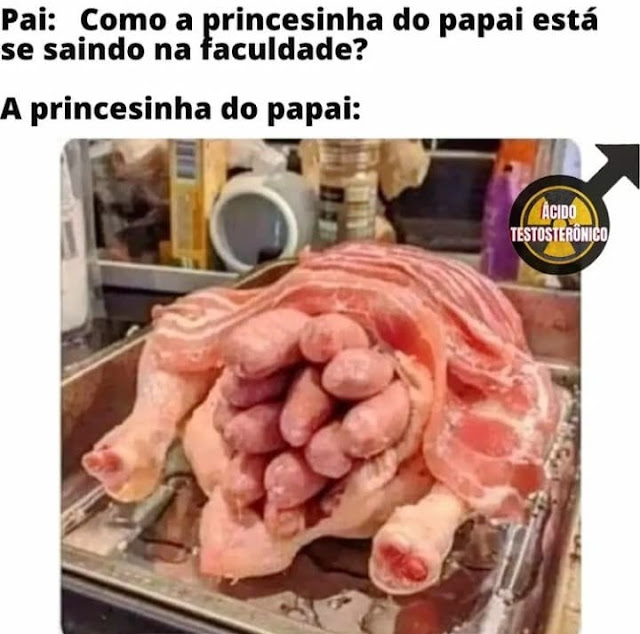 Pai:   Como a princesinha do papai está
se saindo na faculdade?
A princesinha do papai:
ÁCIDO
TESTOSTERÔNICO